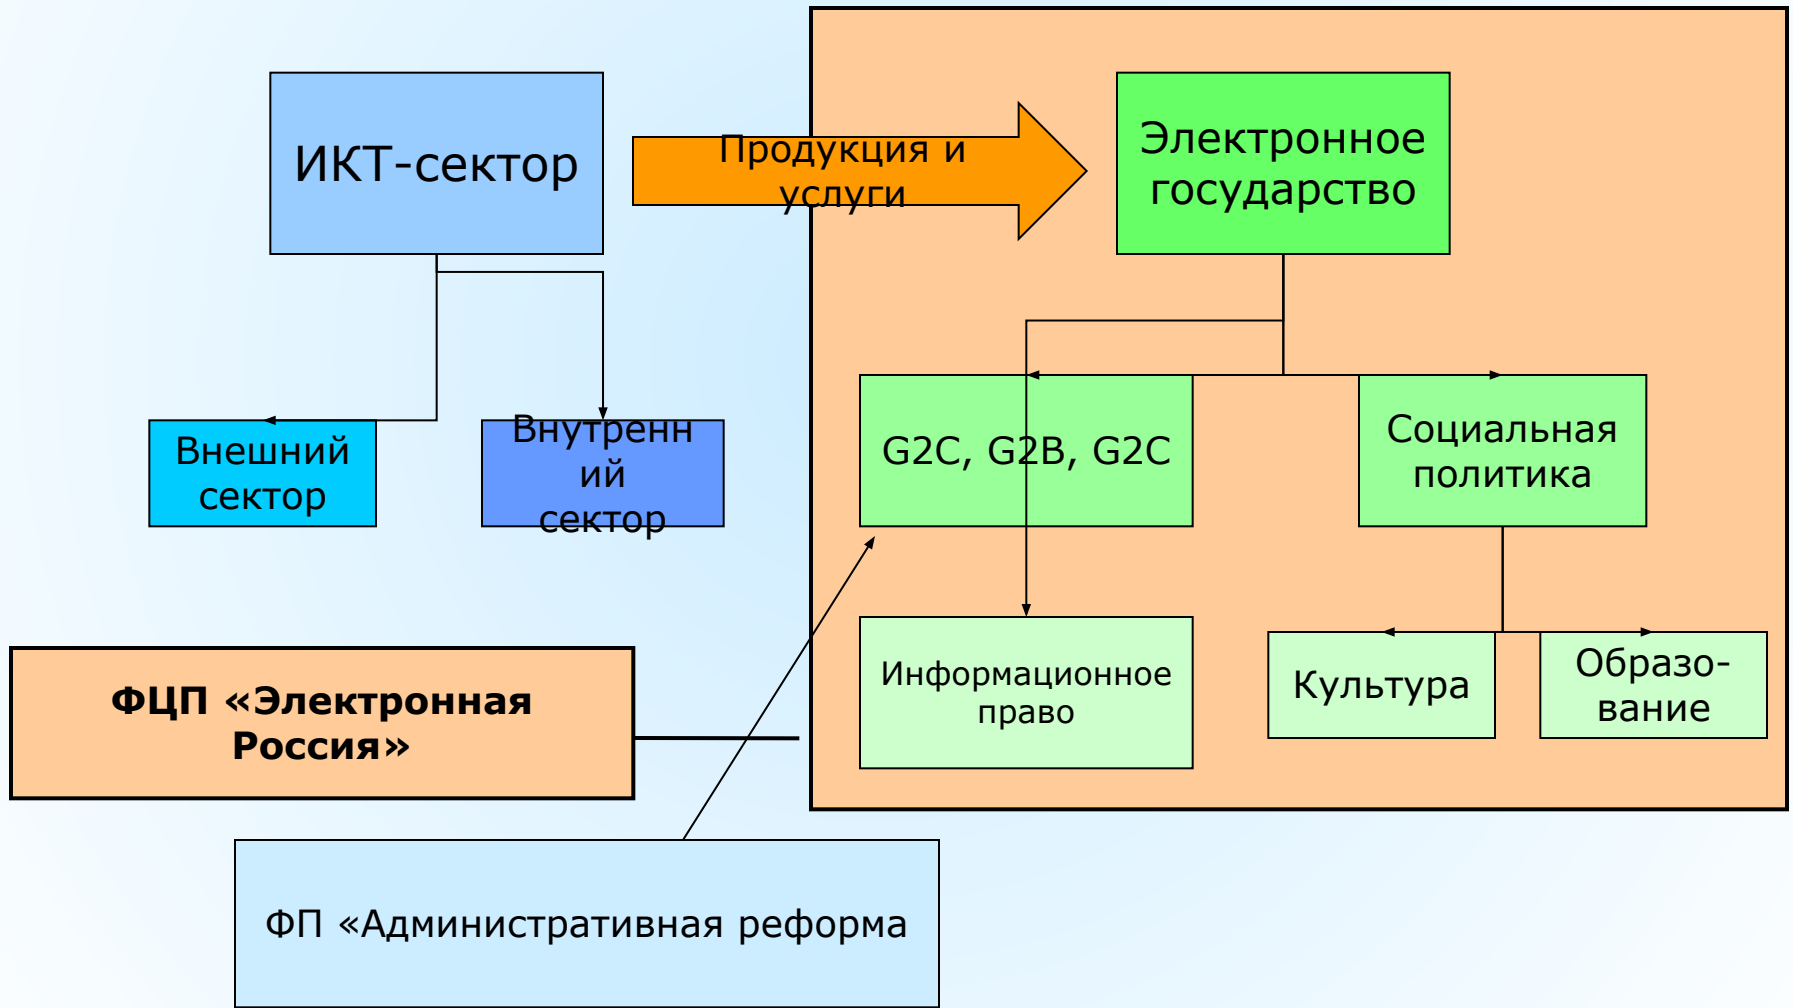 ИКТ-сектор
Продукция и
услуги
Электронное
государство
Внешний
сектор
Внутренн
ий
сектор
G2C, G2B, G2C
Социальная
политика
Информационное
право
Культура
Образо-
вание
ФЦП «Электронная
Россия»
ФП «Административная реформа